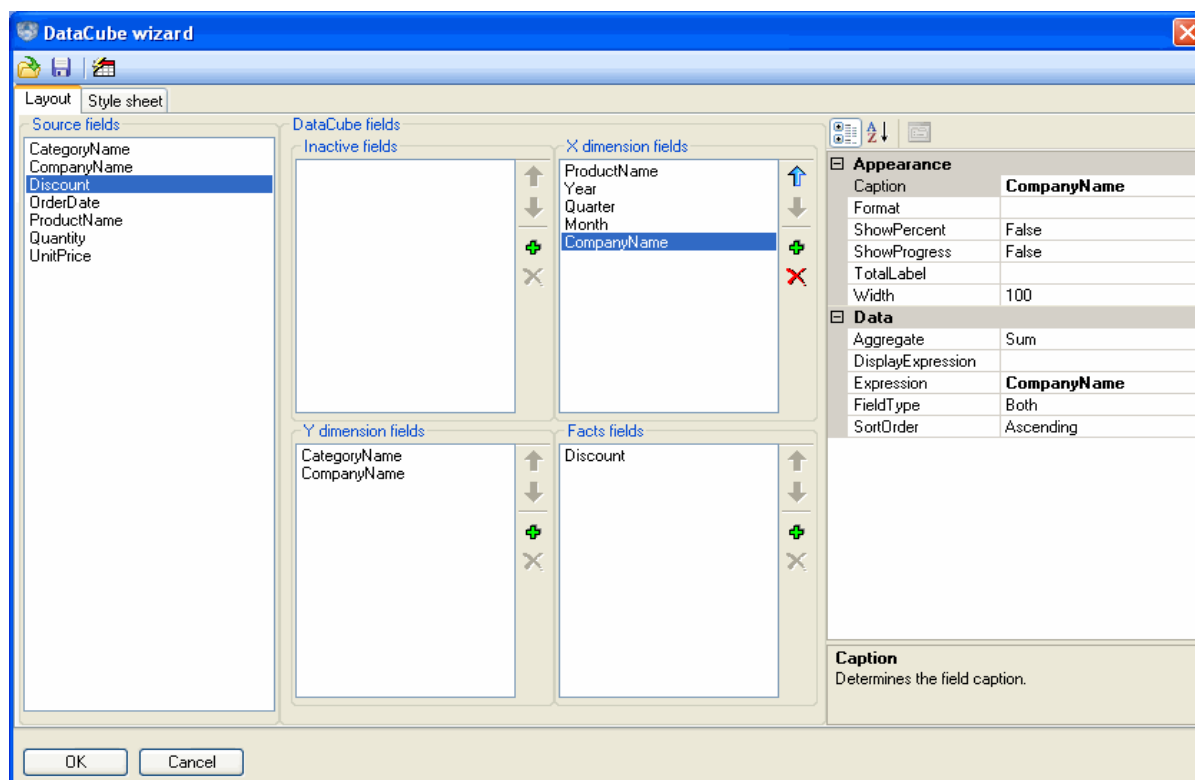 DataCube wizard
Layout
Style sheet
Source fields
CategoryName
CompanyName
Discount
OrderDate
ProductName
Quantity
UnitPrice
DataCube fields
Inactive fields
X dimension fields
ProductName
Year
Quarter
Month
CompanyName
Y dimension fields
CategoryName
CompanyName
Facts fields
Discount
Appearance
Caption CompanyName
Format
ShowPercent False
ShowProgress False
TotalLabel
Width 100
Data
Aggregate Sum
DisplayExpression
Expression CompanyName
FieldType Both
SortOrder Ascending
Caption
Determines the field caption.
OK
Cancel